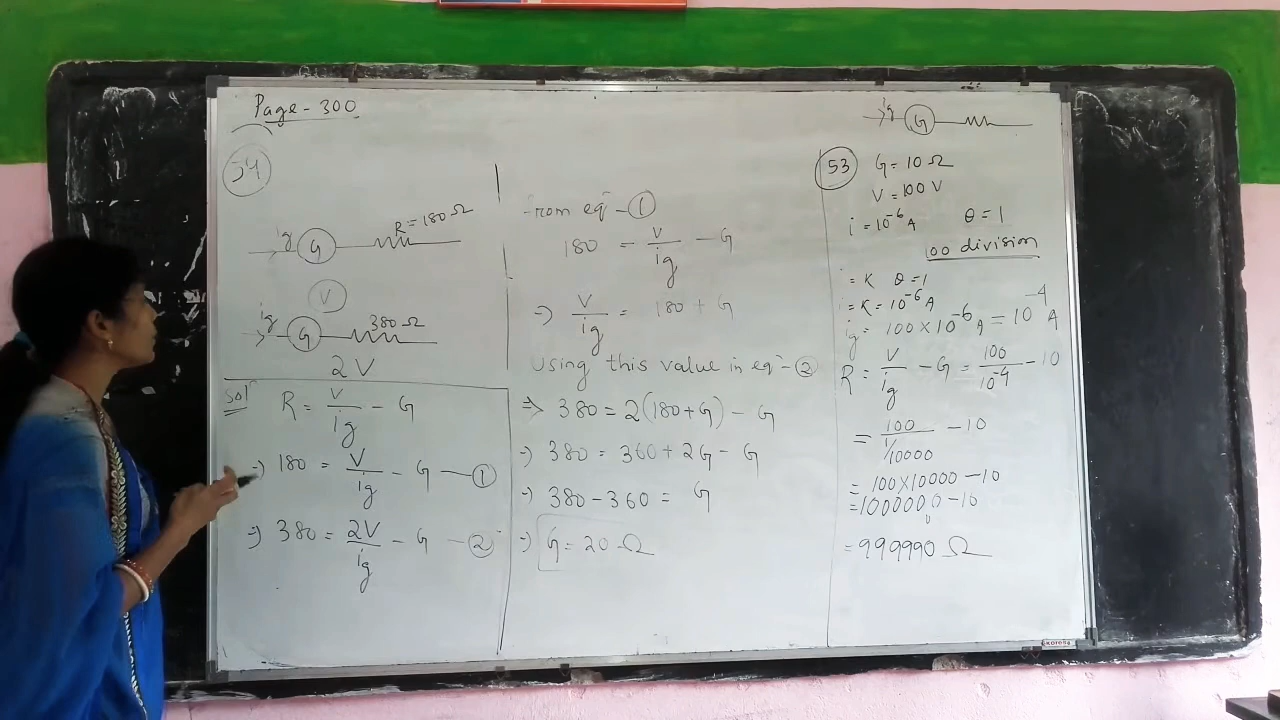 Page - 300
54
ig G R = 180 Ω
V
ig G 380 Ω
2V
Sol^n
R = V/ig - G
⇒ 180 = V/ig - G — ①
⇒ 380 = 2V/ig - G — ②
From eq^n - ①
180 = V/ig - G
⇒ V/ig = 180 + G
Using this value in eq^n - ②
⇒ 380 = 2(180 + G) - G
⇒ 380 = 360 + 2G - G
⇒ 380 - 360 = G
⇒ G = 20 Ω
ig G
53 G = 10 Ω
V = 100 V
i = 10^-6 A θ = 1
100 division
i = K θ = 1
i = K = 10^-6 A
ig = 100 × 10^-6 A = 10^-4 A
R = V/ig - G = 100/10^-4 - 10
= 100/(1/10000) - 10
= 100 × 10000 - 10
= 1000000 - 10
= 999990 Ω